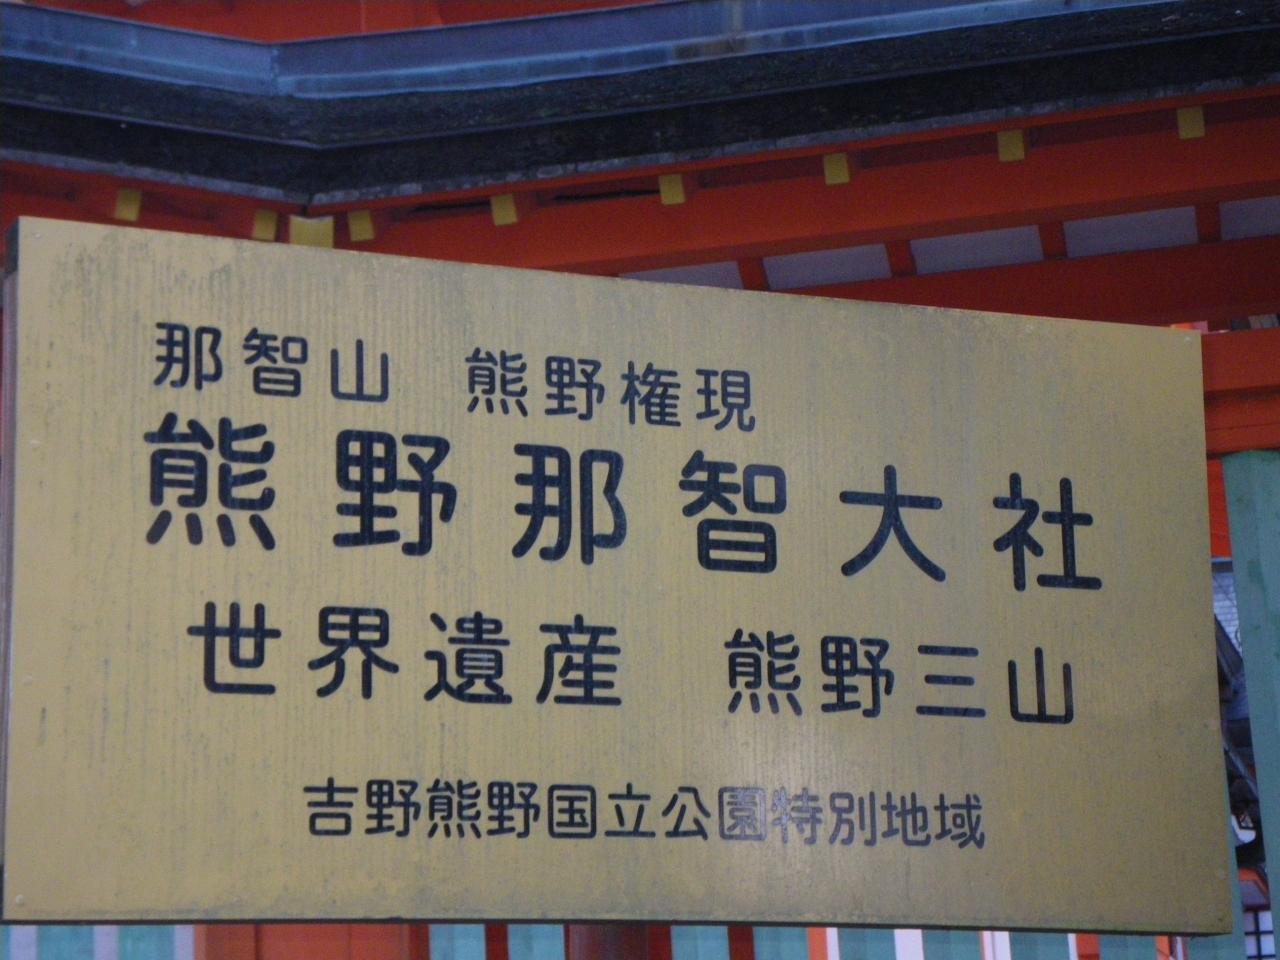 那智山　熊野権現
熊野那智大社
世界遺産　熊野三山
吉野熊野国立公園特別地域